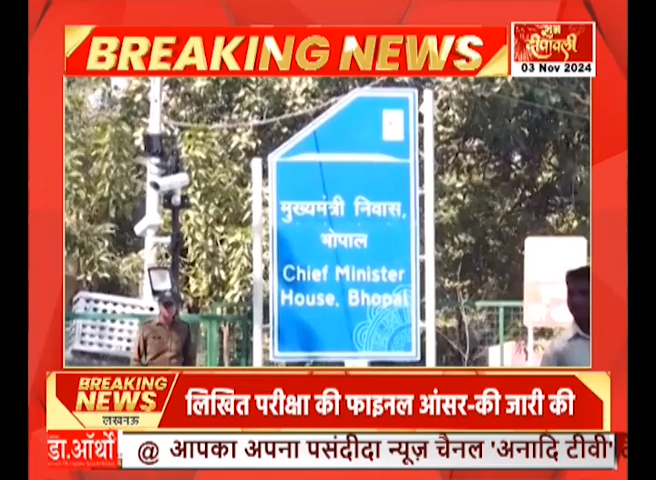 BREAKING NEWS
शुभ
दीपावली
03 Nov 2024
मुख्यमंत्री निवास,
भोपाल
Chief Minister
House, Bhopal
BREAKING
NEWS
लखनऊ
लिखित परीक्षा की फाइनल आंसर-की जारी की
डा.ऑर्थो
@ आपका अपना पसंदीदा न्यूज़ चैनल 'अनादि टीवी'